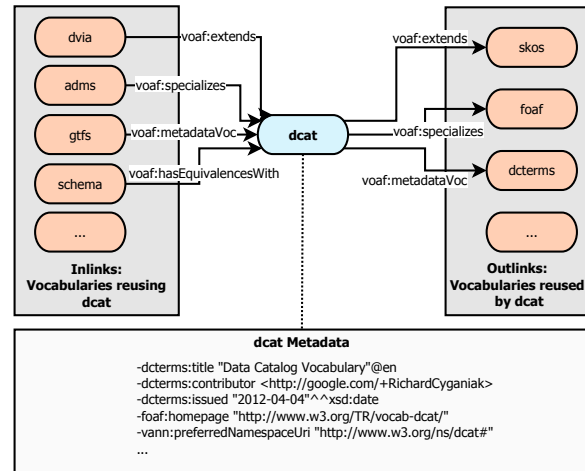 dvia
adms
gtfs
schema
...
Inlinks:
Vocabularies reusing
dcat
voaf:extends
voaf:specializes
voaf:metadataVoc
voaf:hasEquivalencesWith
dcat
voaf:extends
voaf:specializes
voaf:metadataVoc
skos
foaf
dcterms
...
Outlinks:
Vocabularies reused
by dcat
dcat Metadata
-dcterms:title "Data Catalog Vocabulary"@en
-dcterms:contributor <http://google.com/+RichardCyganiak>
-dcterms:issued "2012-04-04"^^xsd:date
-foaf:homepage "http://www.w3.org/TR/vocab-dcat/"
-vann:preferredNamespaceUri "http://www.w3.org/ns/dcat#"
...